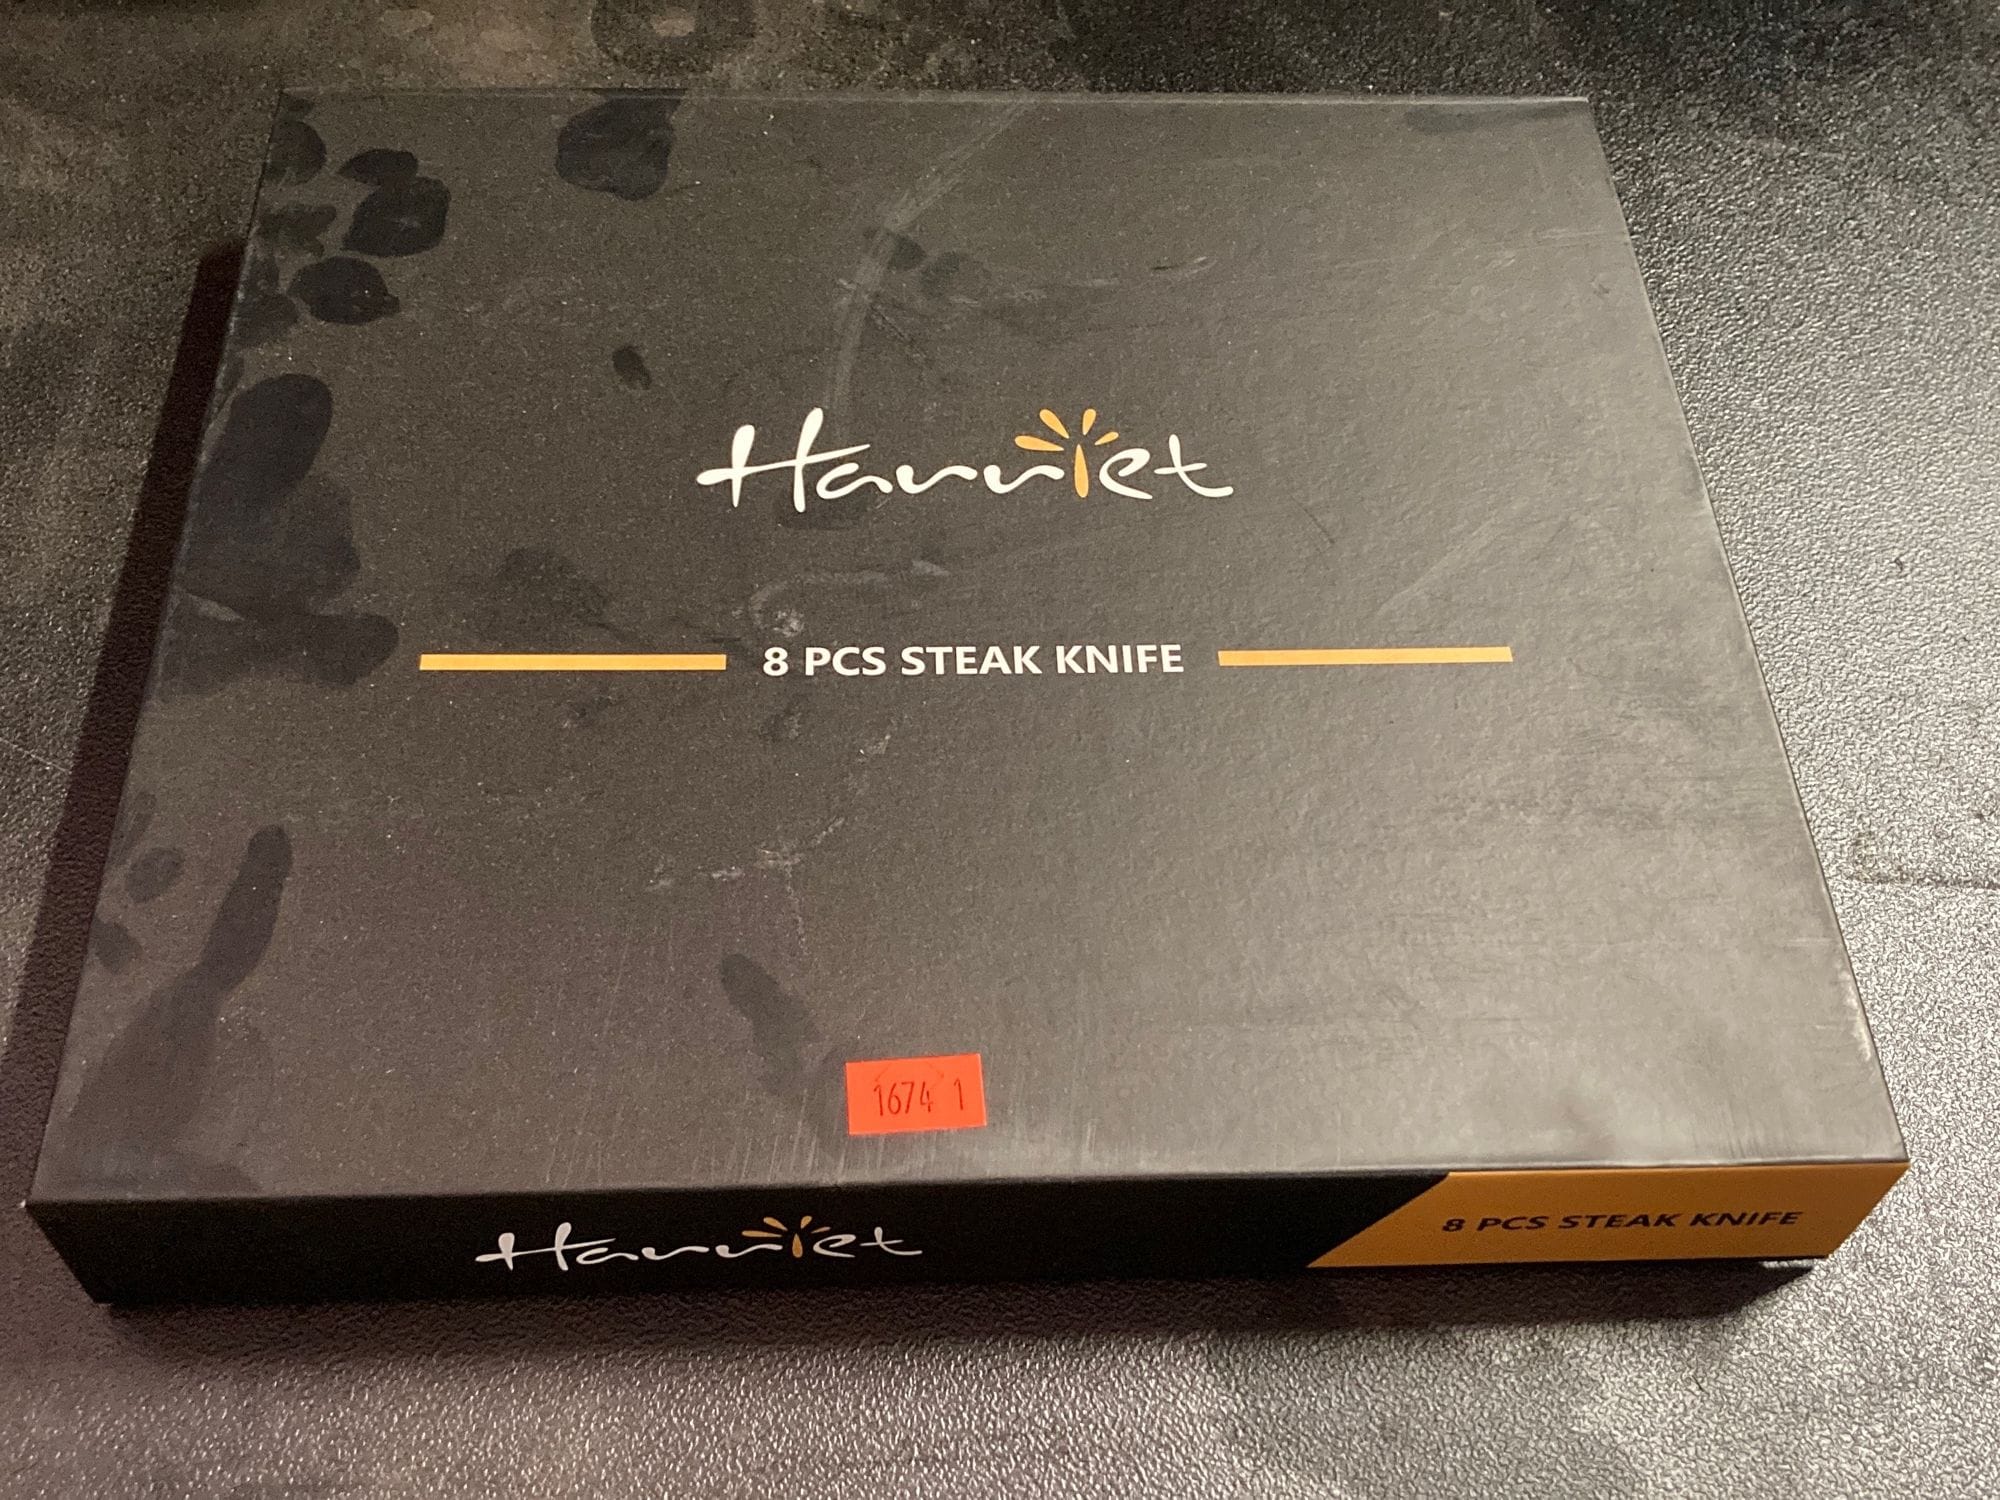 Harriet
8 PCS STEAK KNIFE
1674 1
Harriet
8 PCS STEAK KNIFE